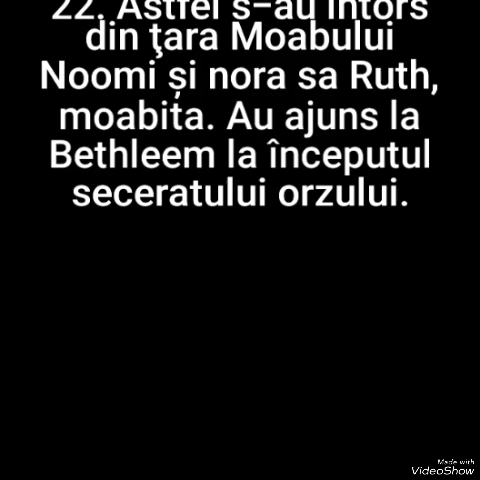 22. Astfel s-au întors
din ţara Moabului
Noomi și nora sa Ruth,
moabita. Au ajuns la
Bethleem la începutul
seceratului orzului.
Made with
VideoShow